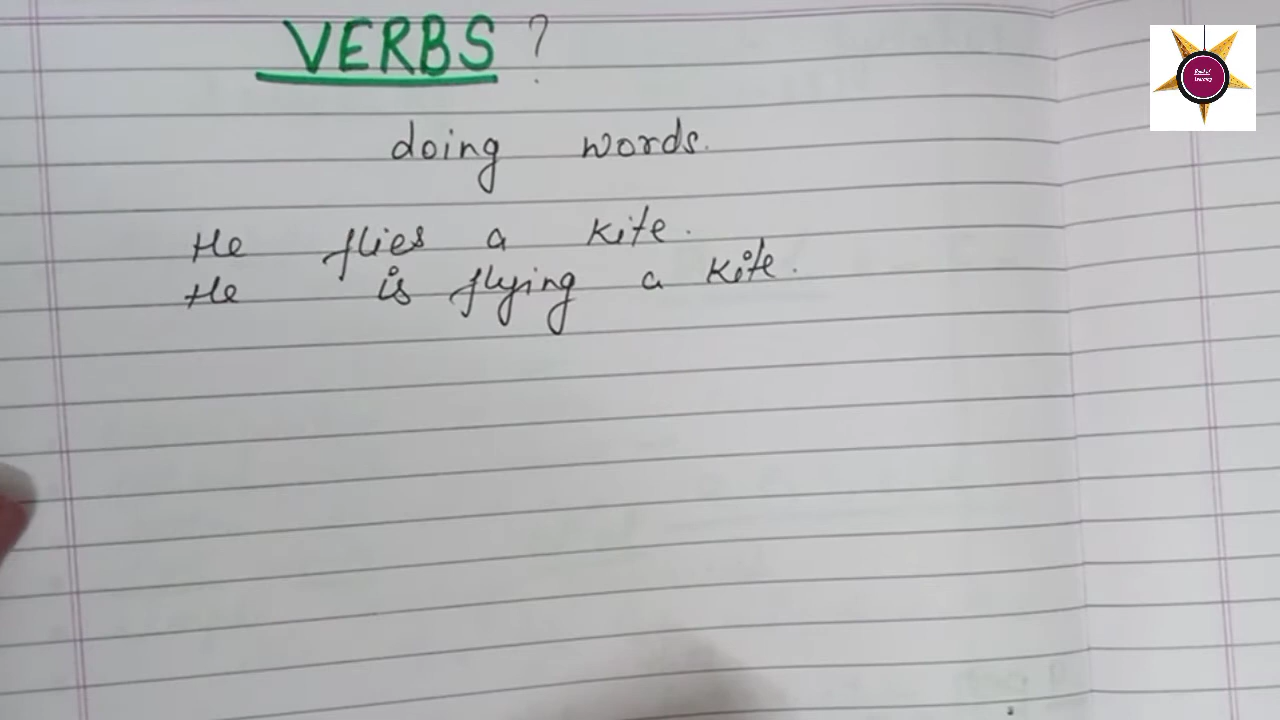 VERBS ?
doing words.
He flies a kite.
He is flying a kite.